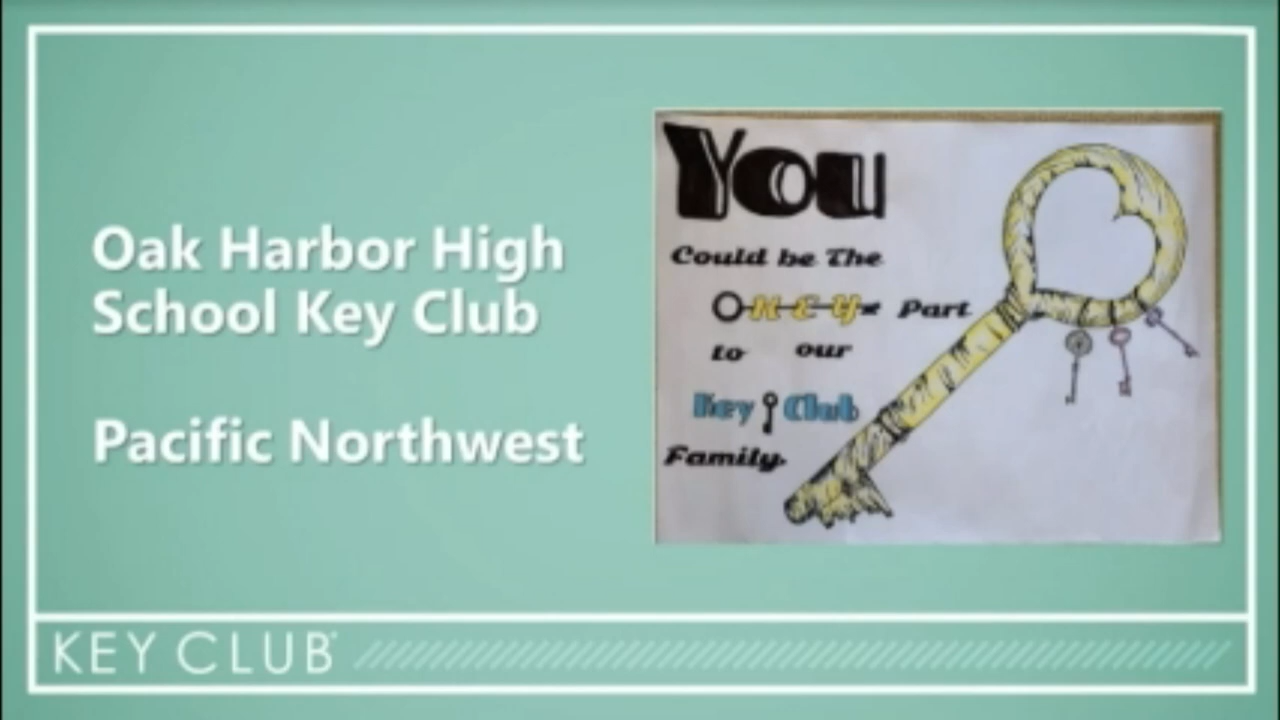 Oak Harbor High
School Key Club
Pacific Northwest
You
Could be The
KEY Part
to our
Key Club
Family.
KEY CLUB